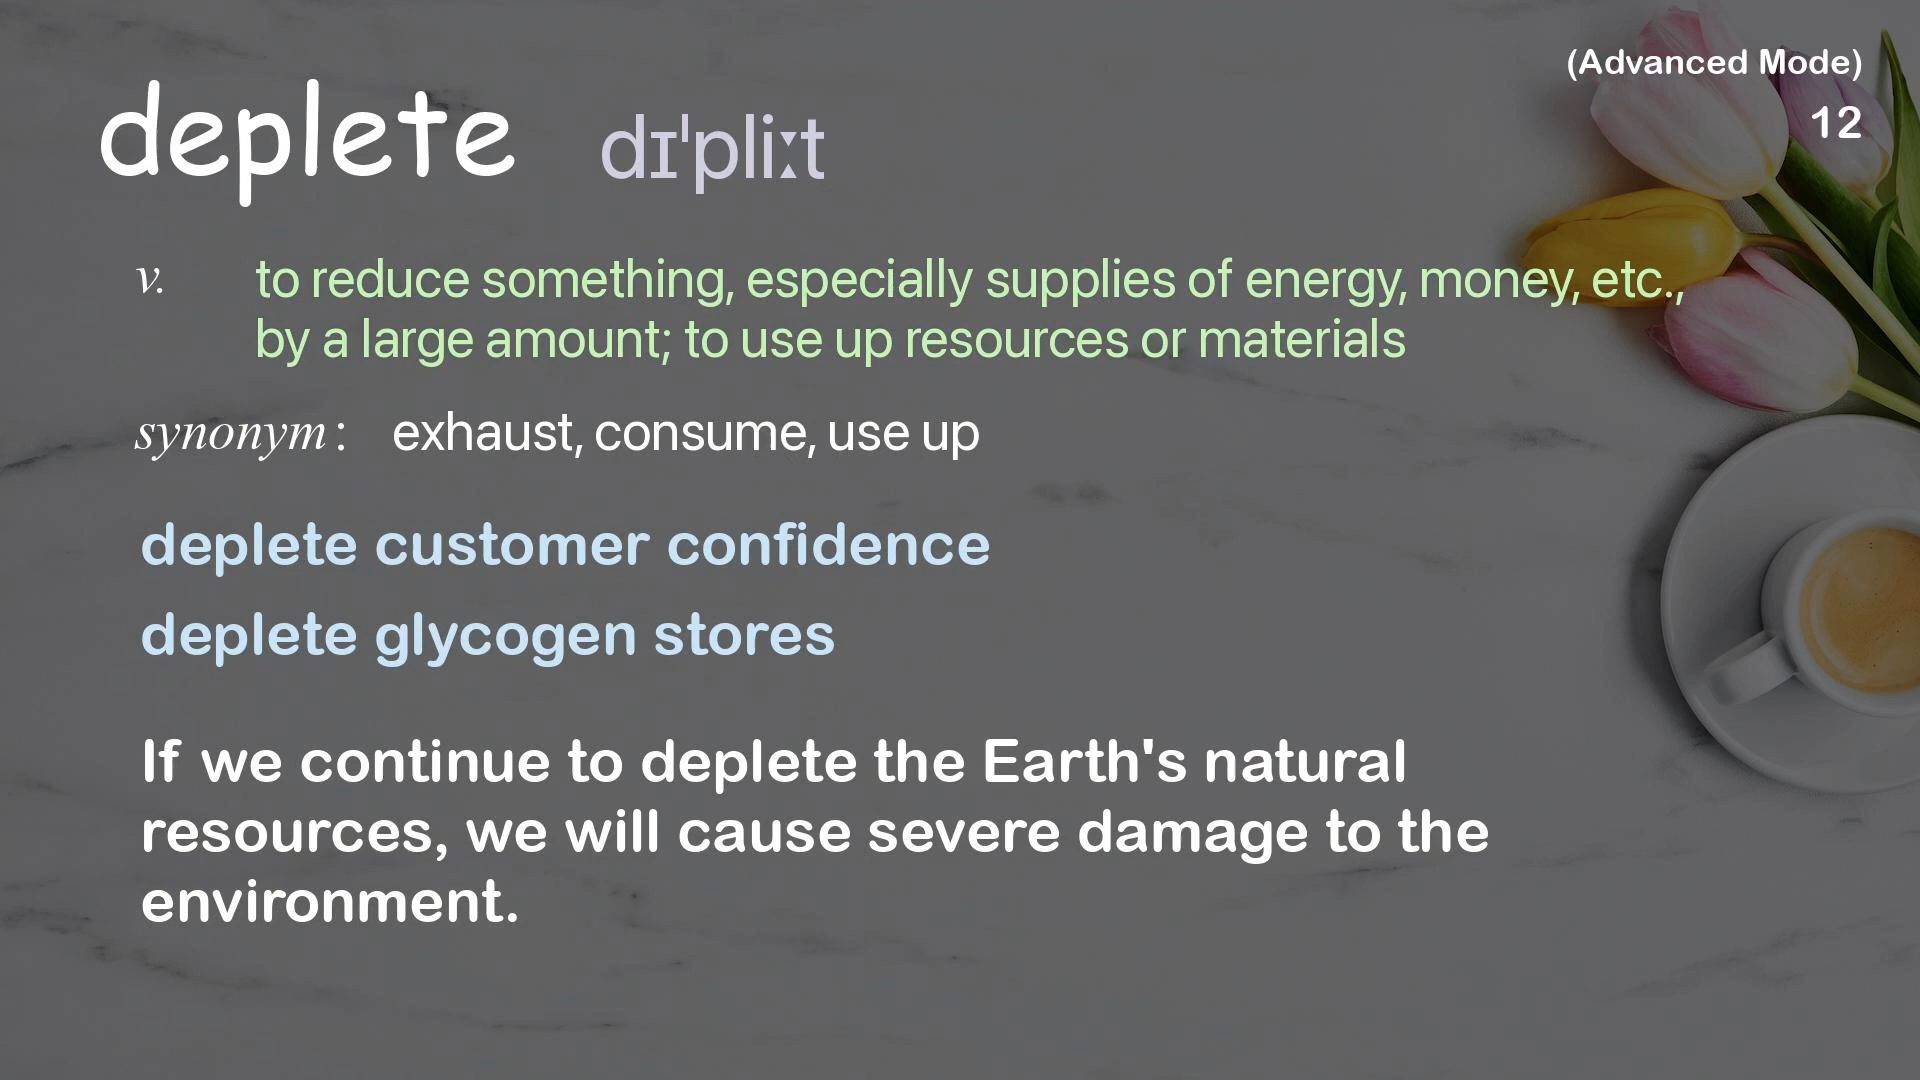 (Advanced Mode)
12
deplete dɪˈpliːt
v. to reduce something, especially supplies of energy, money, etc.,
by a large amount; to use up resources or materials
synonym : exhaust, consume, use up
deplete customer confidence
deplete glycogen stores
If we continue to deplete the Earth's natural
resources, we will cause severe damage to the
environment.